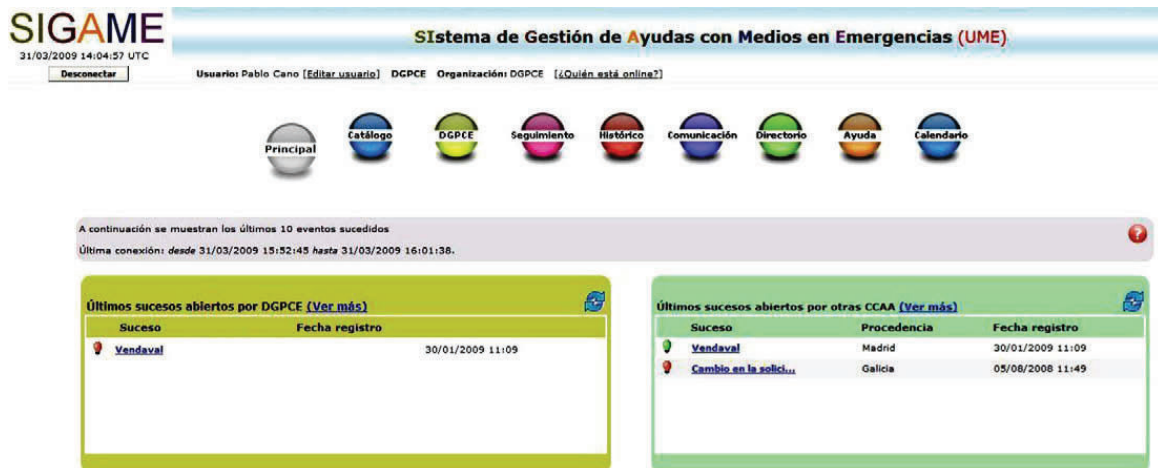 SIGAME
31/03/2009 14:04:57 UTC
SIstema de Gestión de Ayudas con Medios en Emergencias (UME)
Desconectar
Usuario: Pablo Cano [Editar usuario] DGPCE Organización: DGPCE [¿Quién está online?]
Principal Catálogo DGPCE Seguimiento Histórico Comunicación Directorio Ayuda Calendario
A continuación se muestran los últimos 10 eventos sucedidos
Última conexión: desde 31/03/2009 15:52:45 hasta 31/03/2009 16:01:38.
?
Últimos sucesos abiertos por DGPCE (Ver más)
Suceso Fecha registro
Vendaval 30/01/2009 11:09
Últimos sucesos abiertos por otras CCAA (Ver más)
Suceso Procedencia Fecha registro
Vendaval Madrid 30/01/2009 11:09
Cambio en la solici... Galicia 05/08/2008 11:49